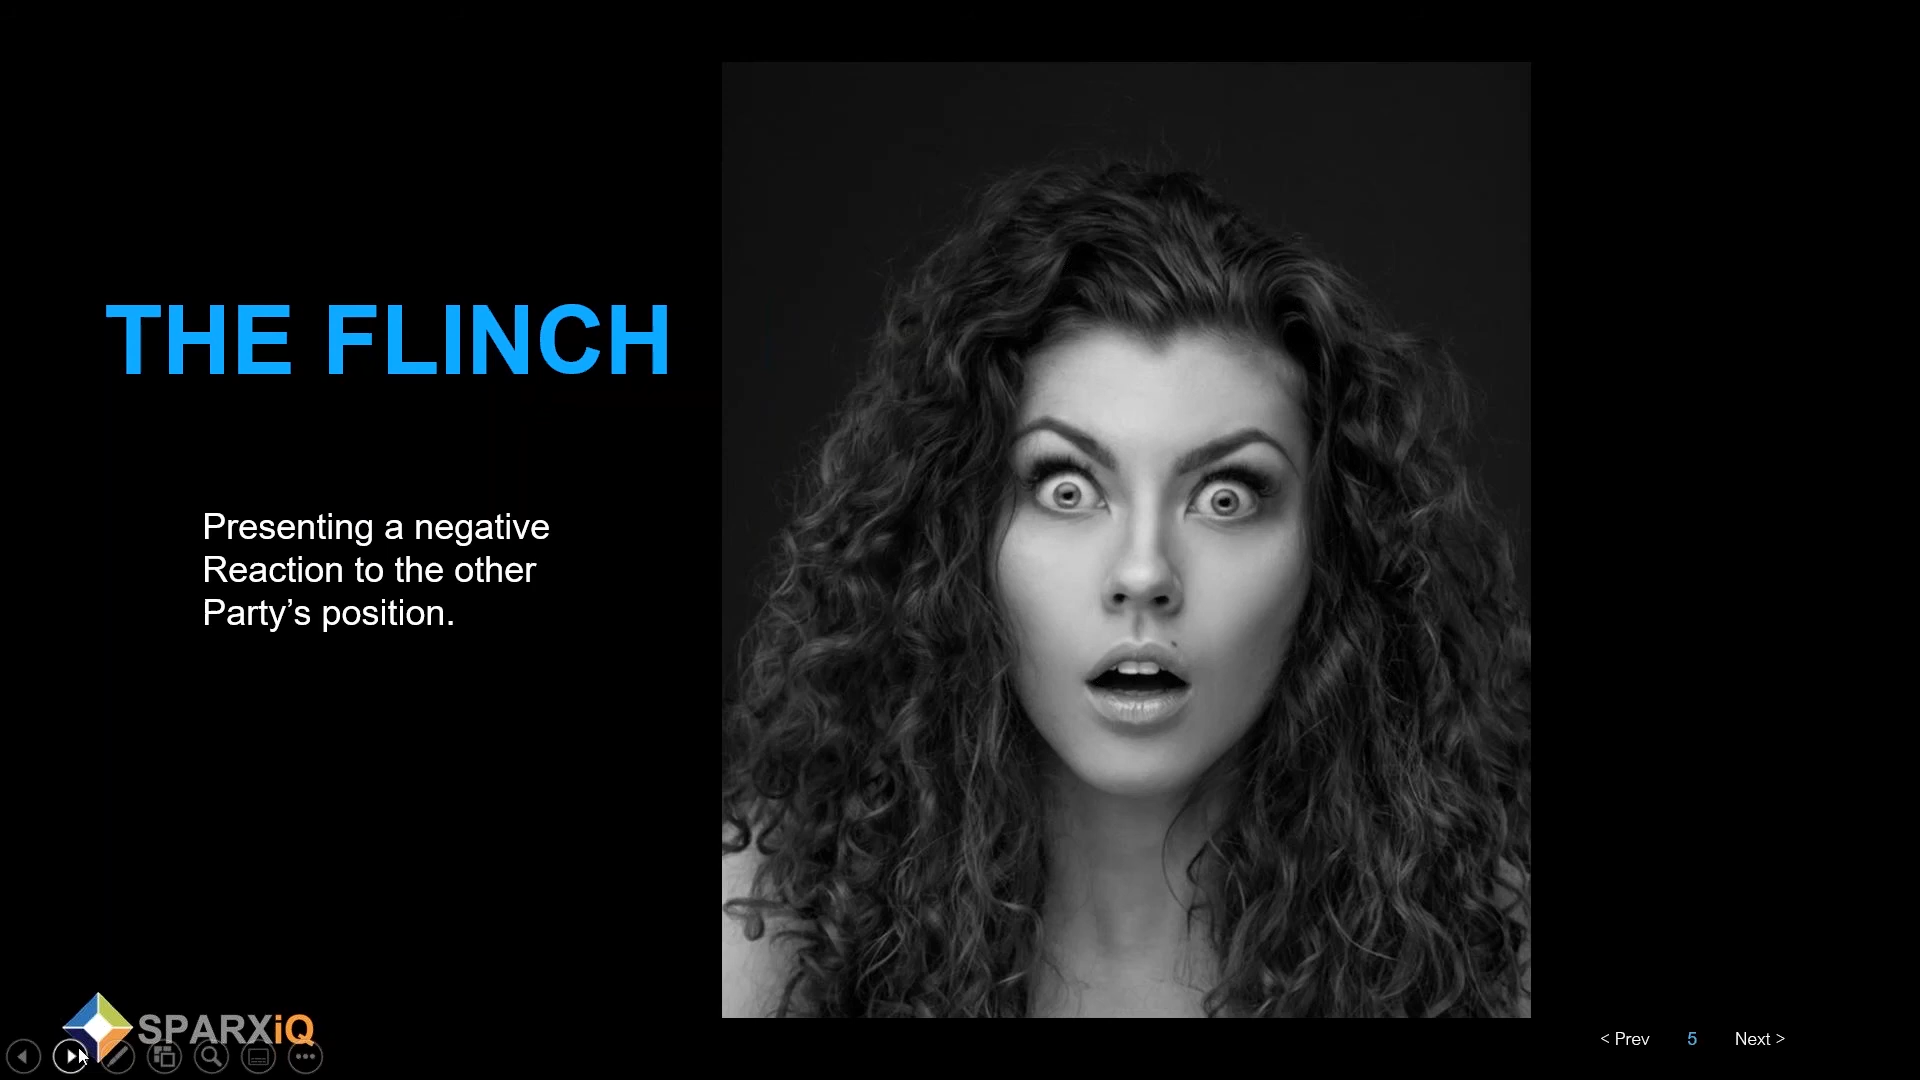 THE FLINCH
Presenting a negative
Reaction to the other
Party’s position.
SPARXiQ
< Prev 5 Next >